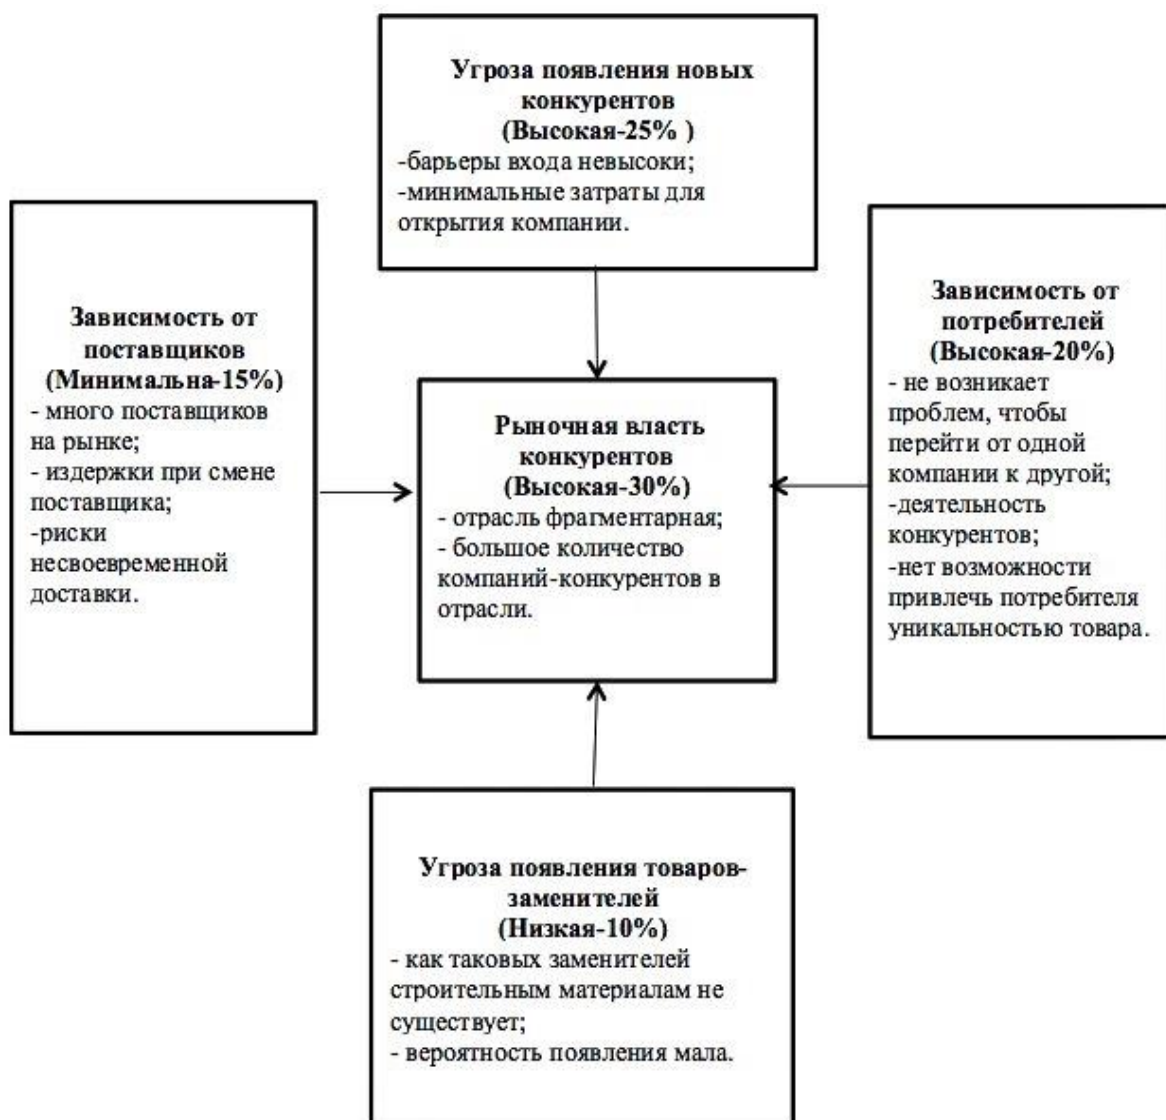 Угроза появления новых
конкурентов
(Высокая-25% )
-барьеры входа невысоки;
-минимальные затраты для
открытия компании.
Зависимость от
поставщиков
(Минимальна-15%)
- много поставщиков
на рынке;
- издержки при смене
поставщика;
-риски
несвоевременной
доставки.
Рыночная власть
конкурентов
(Высокая-30%)
- отрасль фрагментарная;
- большое количество
компаний-конкурентов в
отрасли.
Зависимость от
потребителей
(Высокая-20%)
- не возникает
проблем, чтобы
перейти от одной
компании к другой;
-деятельность
конкурентов;
-нет возможности
привлечь потребителя
уникальностью товара.
Угроза появления товаров-
заменителей
(Низкая-10%)
- как таковых заменителей
строительным материалам не
существует;
- вероятность появления мала.